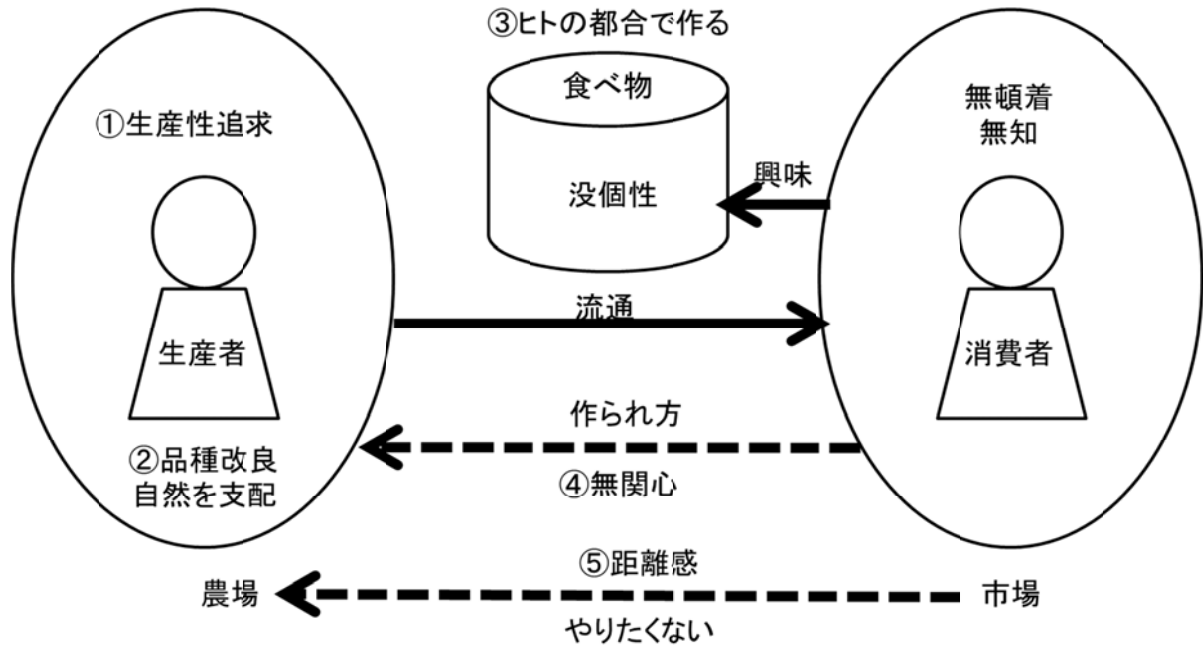 ③ヒトの都合で作る
食べ物
没個性
①生産性追求
生産者
②品種改良
自然を支配
農場
無頓着
無知
興味
消費者
市場
流通
作られ方
④無関心
⑤距離感
やりたくない